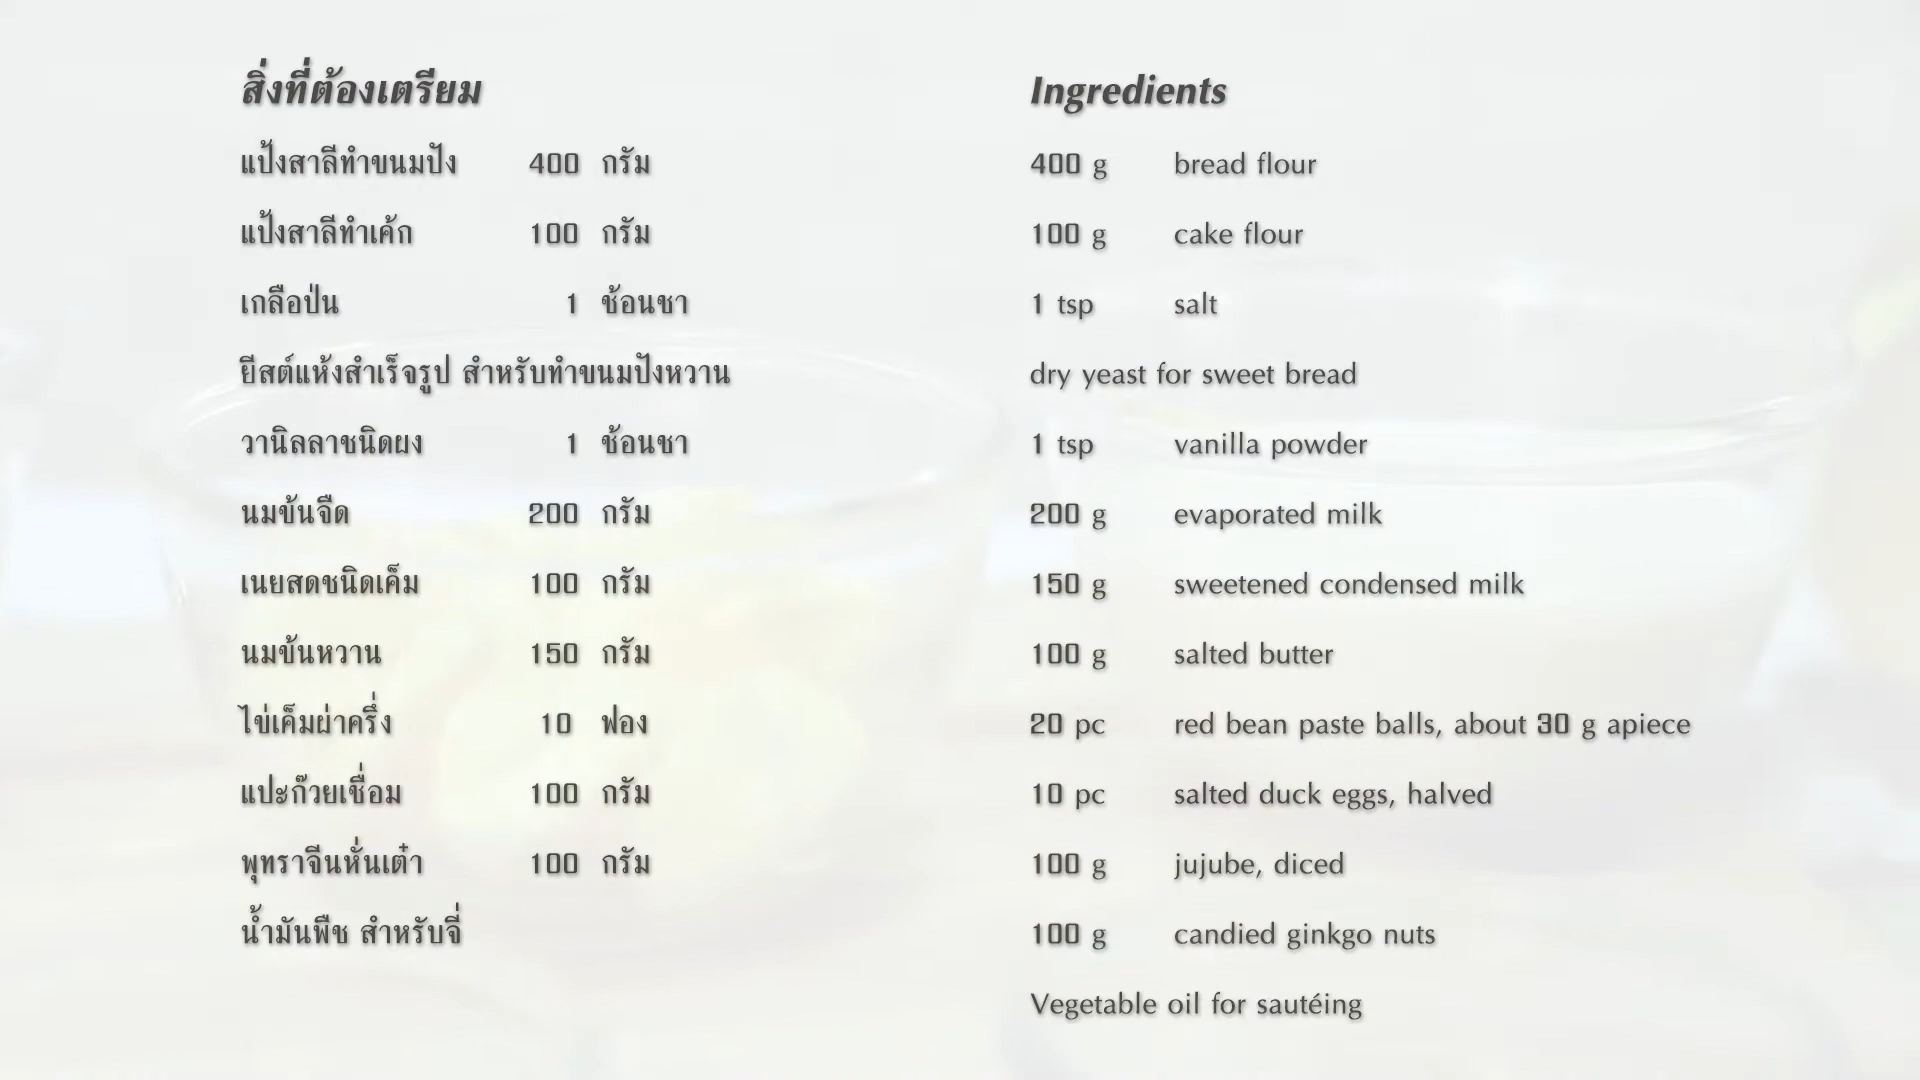 สิ่งที่ต้องเตรียม
แป้งสาลีทำขนมปัง 400 กรัม
แป้งสาลีทำเค้ก 100 กรัม
เกลือป่น 1 ช้อนชา
ยีสต์แห้งสำเร็จรูป สำหรับทำขนมปังหวาน
วานิลลาชนิดผง 1 ช้อนชา
นมข้นจืด 200 กรัม
เนยสดชนิดเค็ม 100 กรัม
นมข้นหวาน 150 กรัม
ไข่เค็มผ่าครึ่ง 10 ฟอง
แปะก๊วยเชื่อม 100 กรัม
พุทราจีนหั่นเต๋า 100 กรัม
น้ำมันพืช สำหรับจี่
Ingredients
400 g bread flour
100 g cake flour
1 tsp salt
dry yeast for sweet bread
1 tsp vanilla powder
200 g evaporated milk
150 g sweetened condensed milk
100 g salted butter
20 pc red bean paste balls, about 30 g apiece
10 pc salted duck eggs, halved
100 g jujube, diced
100 g candied ginkgo nuts
Vegetable oil for sautéing